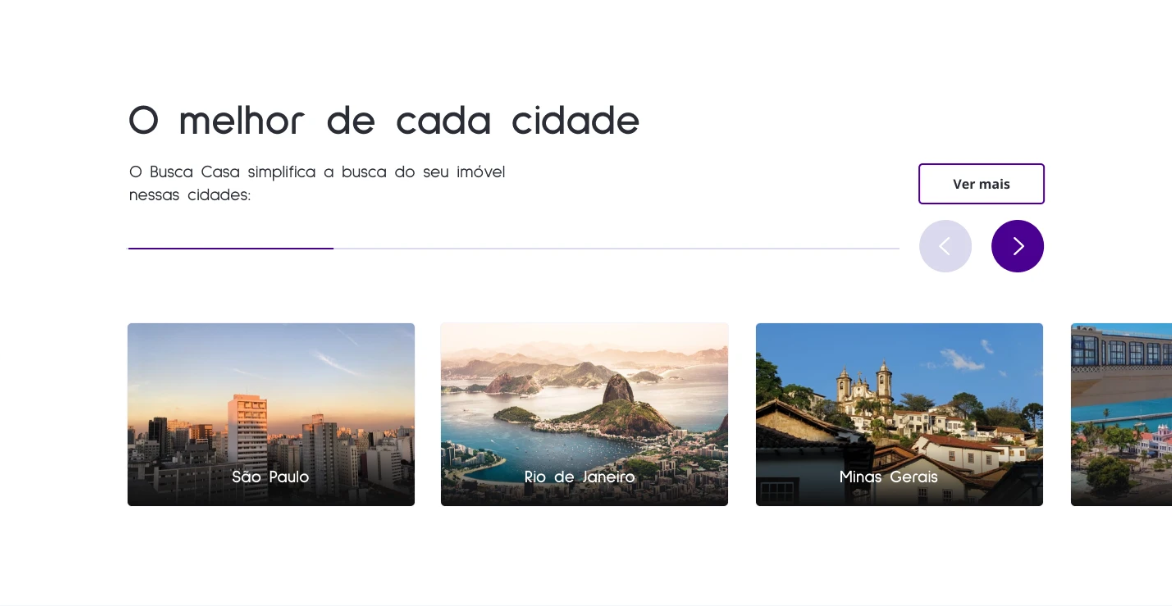 O melhor de cada cidade
O Busca Casa simplifica a busca do seu imóvel
nessas cidades:
Ver mais
São Paulo
Rio de Janeiro
Minas Gerais